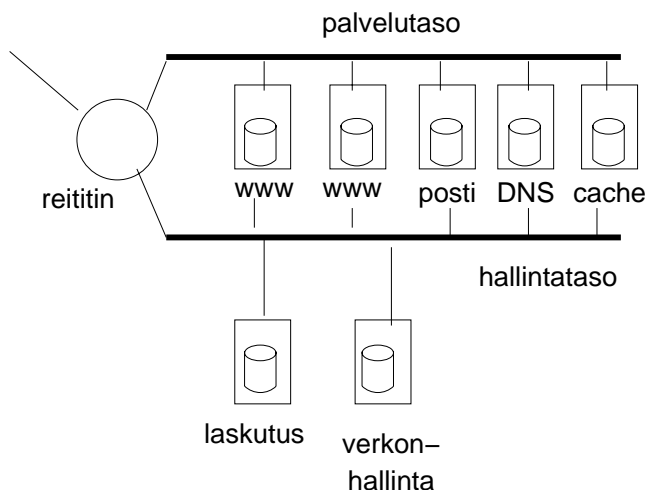 palvelutaso
reititin
www www posti DNS cache
hallintataso
laskutus
verkon–
hallinta